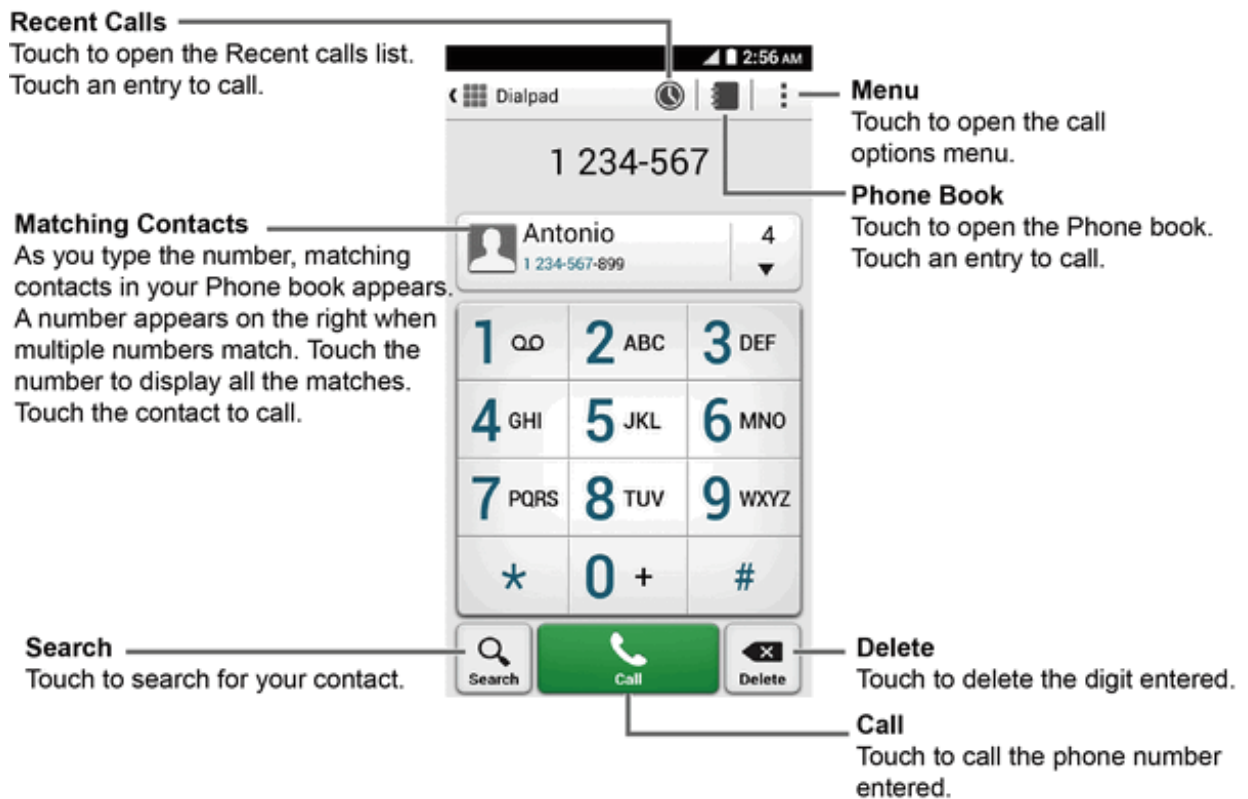 Recent Calls
Touch to open the Recent calls list.
Touch an entry to call.
2:56 AM
Dialpad
Menu
Touch to open the call
options menu.
1 234-567
Phone Book
Touch to open the Phone book.
Touch an entry to call.
Matching Contacts
As you type the number, matching
contacts in your Phone book appears.
A number appears on the right when
multiple numbers match. Touch the
number to display all the matches.
Touch the contact to call.
Antonio
1 234-567-899
4
1
2 ABC
3 DEF
4 GHI
5 JKL
6 MNO
7 PQRS
8 TUV
9 WXYZ
*
0 +
#
Search
Touch to search for your contact.
Search
Call
Delete
Delete
Touch to delete the digit entered.
Call
Touch to call the phone number
entered.